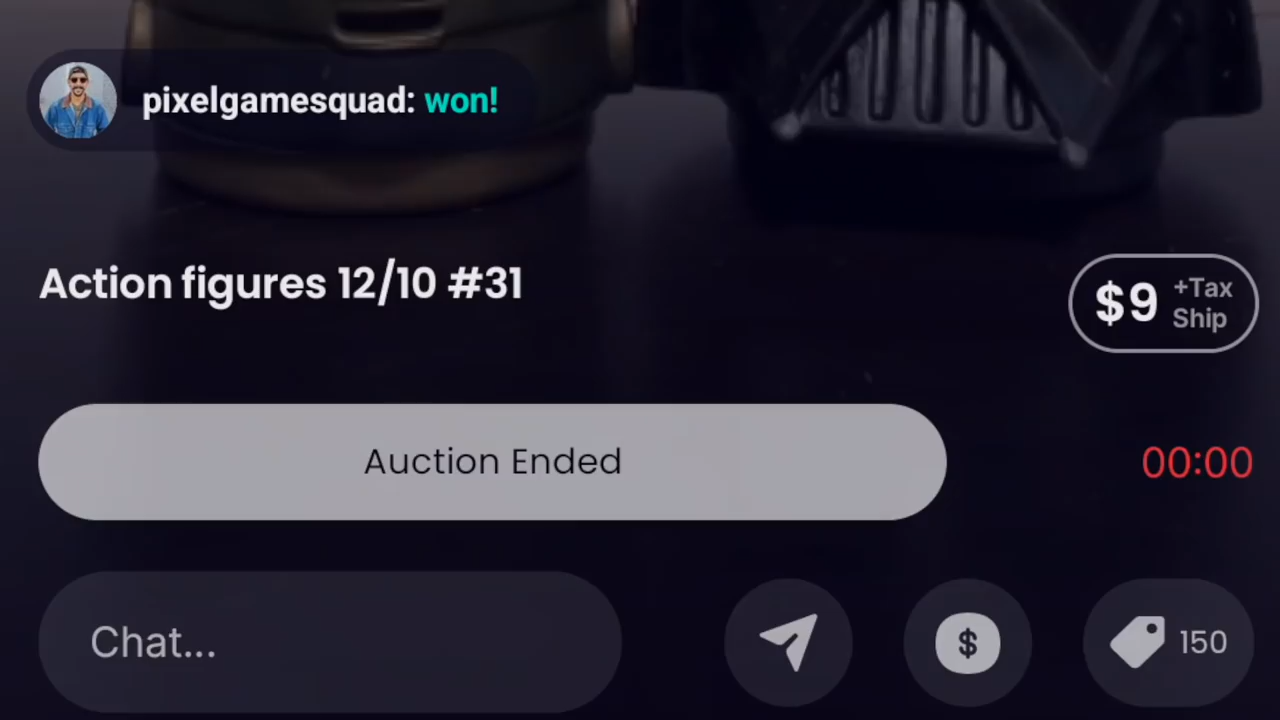 pixelgamesquad: won!
Action figures 12/10 #31
$9 +Tax
Ship
Auction Ended
00:00
Chat...
$
150